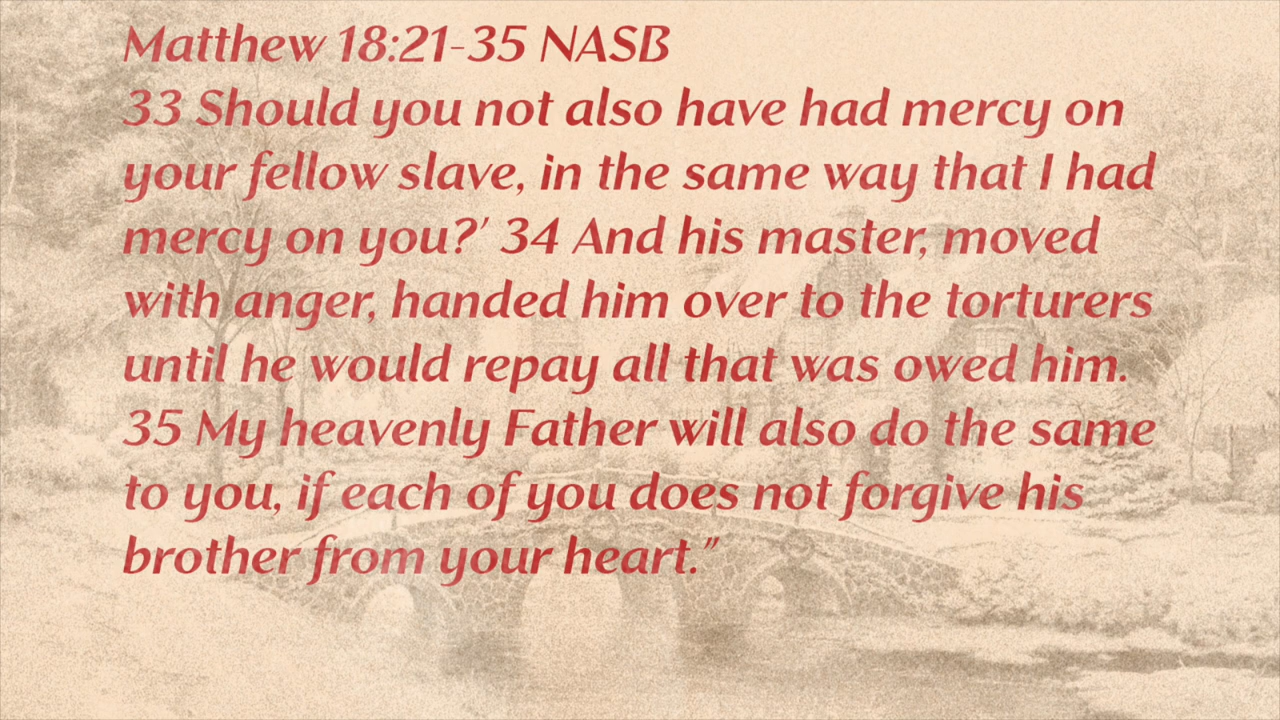 Matthew 18:21-35 NASB
33 Should you not also have had mercy on
your fellow slave, in the same way that I had
mercy on you?' 34 And his master, moved
with anger, handed him over to the torturers
until he would repay all that was owed him.
35 My heavenly Father will also do the same
to you, if each of you does not forgive his
brother from your heart.”